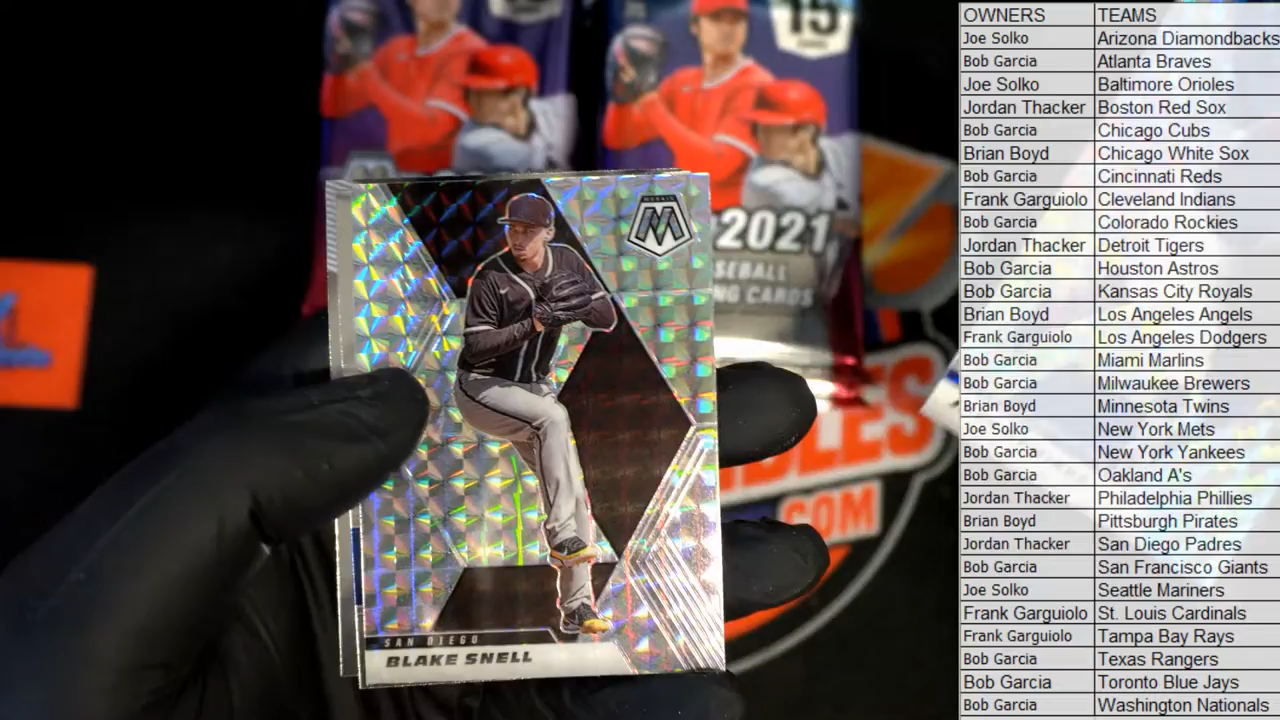 15
2021
SEBALL
NG CARDS
MOSAIC
M
SAN DIEGO
BLAKE SNELL
LES
.COM
OWNERS TEAMS
Joe Solko Arizona Diamondbacks
Bob Garcia Atlanta Braves
Joe Solko Baltimore Orioles
Jordan Thacker Boston Red Sox
Bob Garcia Chicago Cubs
Brian Boyd Chicago White Sox
Bob Garcia Cincinnati Reds
Frank Garguiolo Cleveland Indians
Bob Garcia Colorado Rockies
Jordan Thacker Detroit Tigers
Bob Garcia Houston Astros
Bob Garcia Kansas City Royals
Brian Boyd Los Angeles Angels
Frank Garguiolo Los Angeles Dodgers
Bob Garcia Miami Marlins
Bob Garcia Milwaukee Brewers
Brian Boyd Minnesota Twins
Joe Solko New York Mets
Bob Garcia New York Yankees
Bob Garcia Oakland A's
Jordan Thacker Philadelphia Phillies
Brian Boyd Pittsburgh Pirates
Jordan Thacker San Diego Padres
Bob Garcia San Francisco Giants
Joe Solko Seattle Mariners
Frank Garguiolo St. Louis Cardinals
Frank Garguiolo Tampa Bay Rays
Bob Garcia Texas Rangers
Bob Garcia Toronto Blue Jays
Bob Garcia Washington Nationals